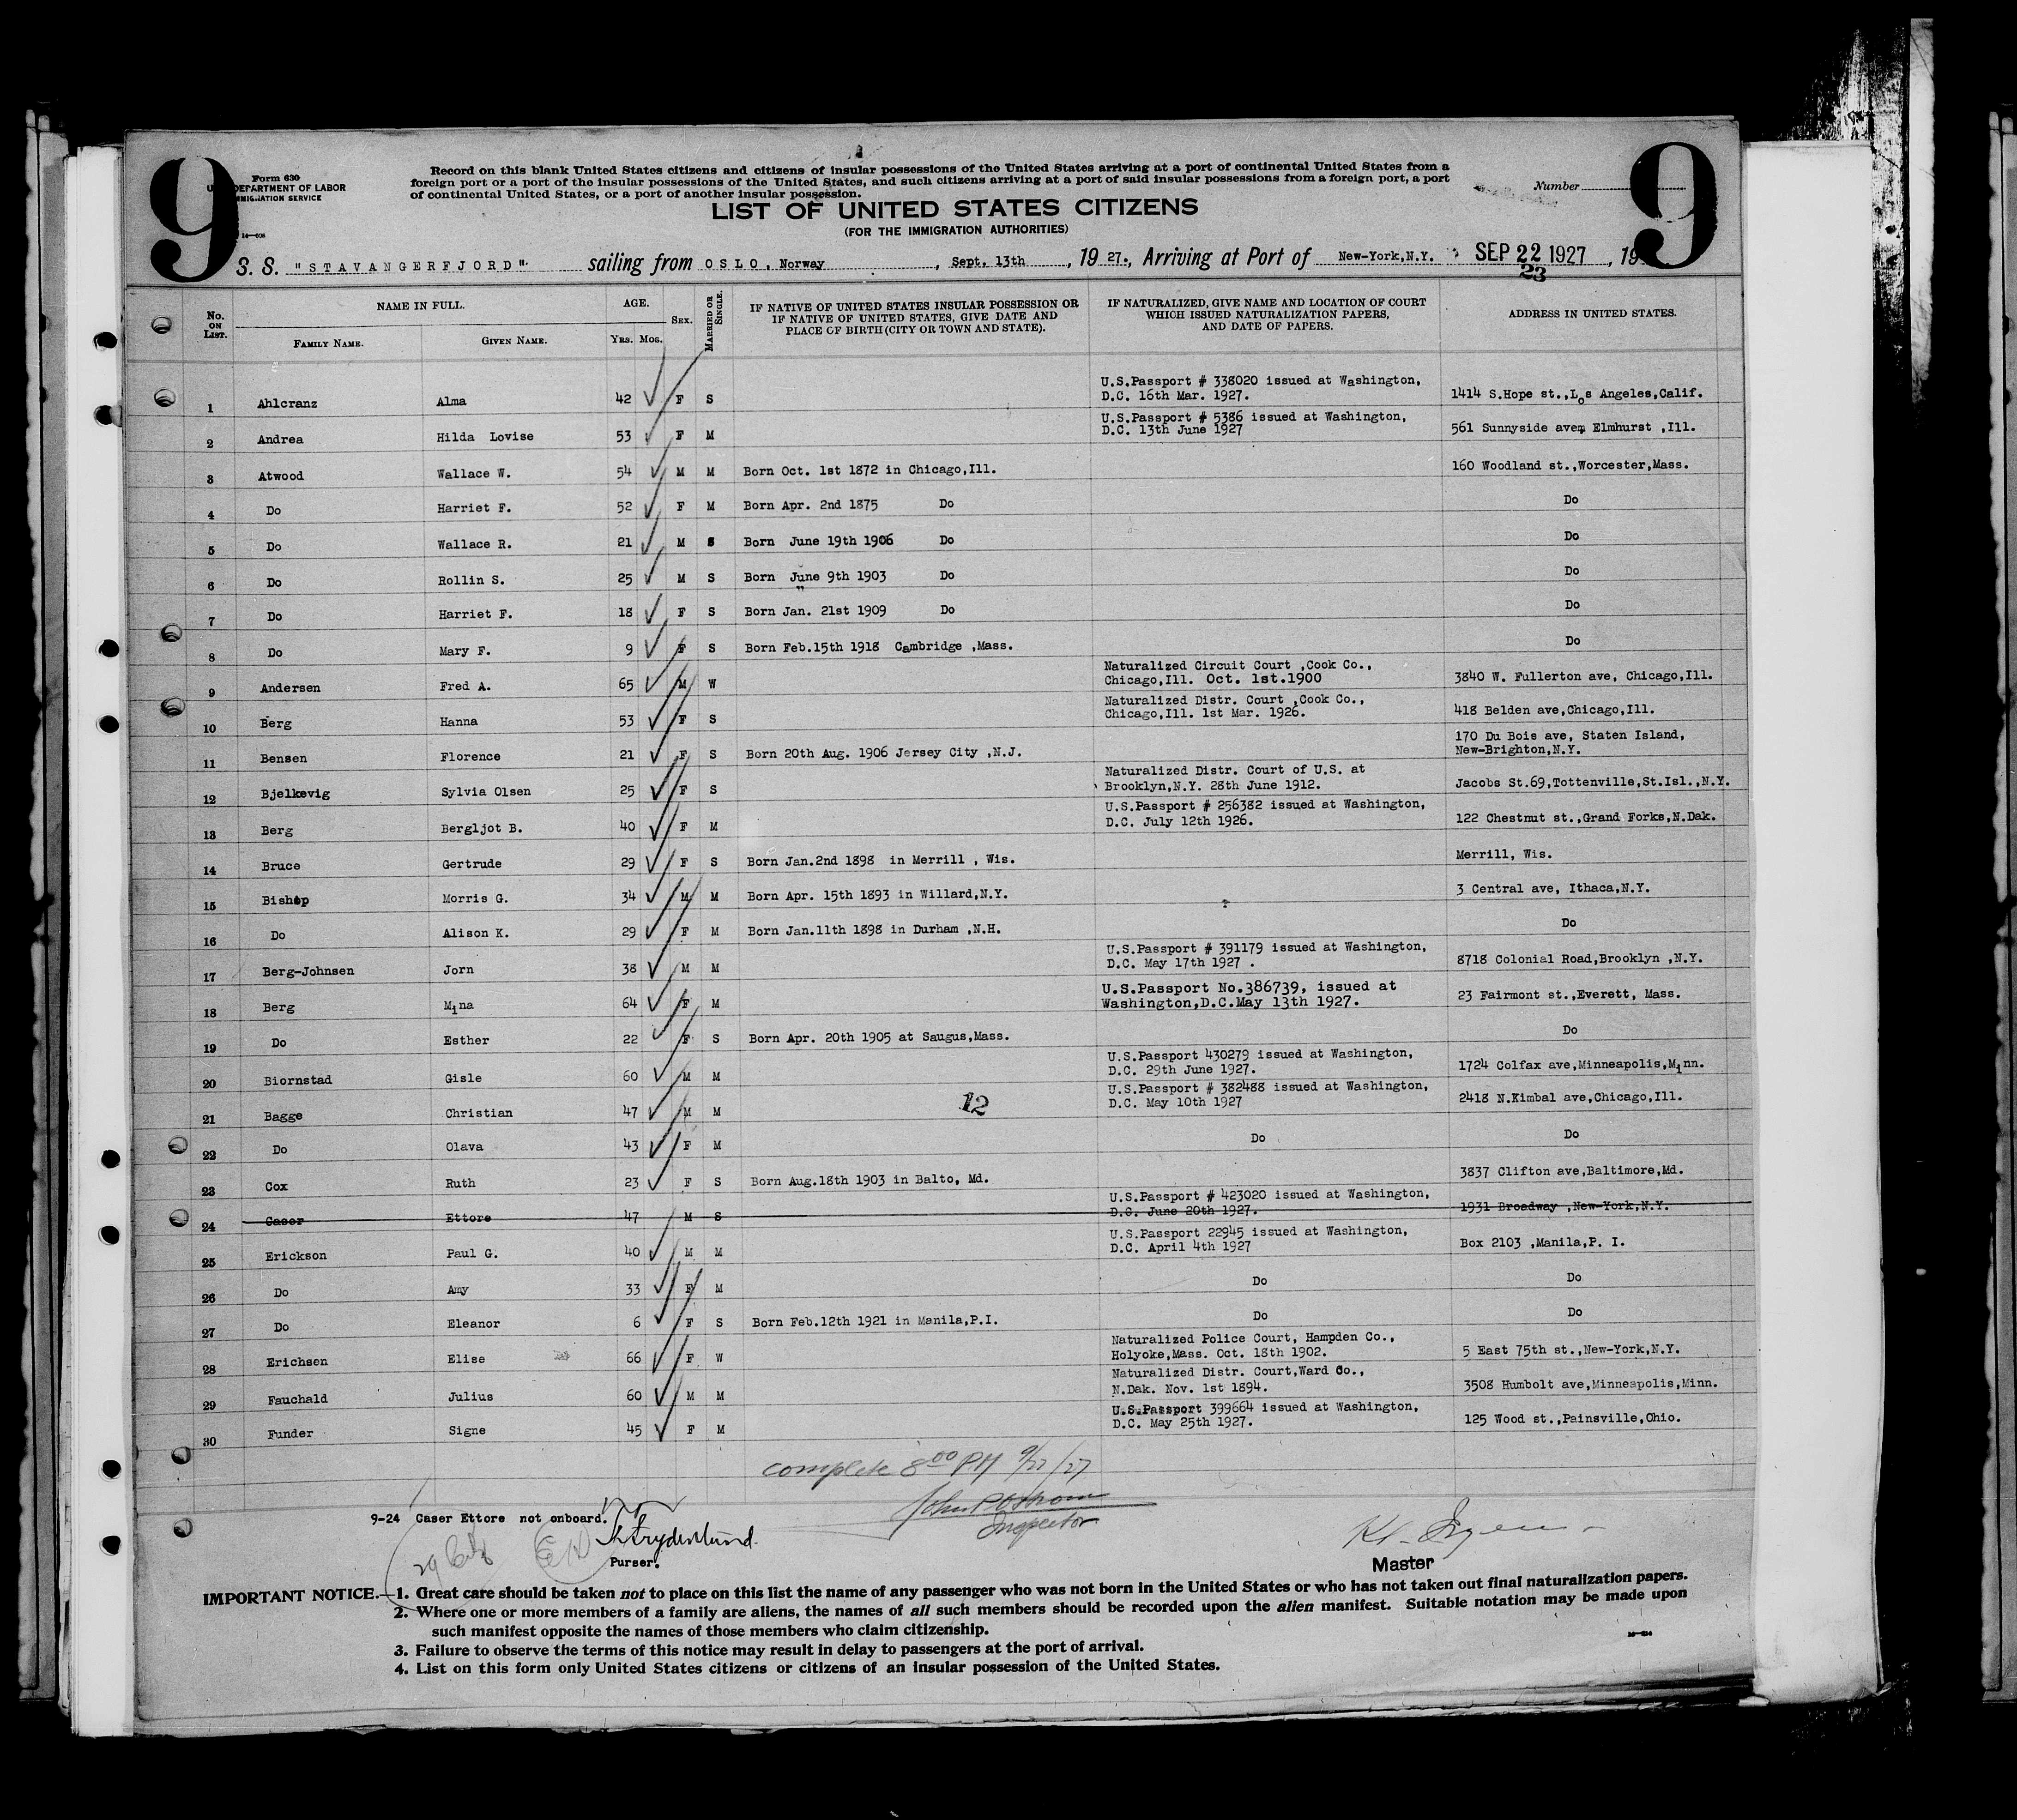 9
9
Form 630
U.S. DEPARTMENT OF LABOR
IMMIGRATION SERVICE
Record on this blank United States citizens and citizens of insular possessions of the United States arriving at a port of continental United States from a
foreign port or a port of the insular possessions of the United States, and such citizens arriving at a port of said insular possessions from a foreign port, a port
of continental United States, or a port of another insular possession.
Number
LIST OF UNITED STATES CITIZENS
(FOR THE IMMIGRATION AUTHORITIES)
S. S. "STAVANGERFJORD" sailing from OSLO, Norway, Sept. 13th, 1927., Arriving at Port of New-York,N.Y. SEP 22 1927, 19
23
No. ON LIST. NAME IN FULL. FAMILY NAME. GIVEN NAME. AGE. Yrs. Mos. SEX. MARRIED OR SINGLE. IF NATIVE OF UNITED STATES INSULAR POSSESSION OR IF NATIVE OF UNITED STATES, GIVE DATE AND PLACE OF BIRTH (CITY OR TOWN AND STATE). IF NATURALIZED, GIVE NAME AND LOCATION OF COURT WHICH ISSUED NATURALIZATION PAPERS, AND DATE OF PAPERS. ADDRESS IN UNITED STATES.
1 Ahlcranz Alma 42 F S U.S.Passport # 338020 issued at Washington, D.C. 16th Mar. 1927. 1414 S.Hope st.,Los Angeles,Calif.
2 Andrea Hilda Lovise 53 F M U.S.Passport # 5386 issued at Washington, D.C. 13th June 1927 561 Sunnyside ave, Elmhurst ,Ill.
3 Atwood Wallace W. 54 M M Born Oct. 1st 1872 in Chicago,Ill. 160 Woodland st.,Worcester,Mass.
4 Do Harriet F. 52 F M Born Apr. 2nd 1875 Do Do
5 Do Wallace R. 21 M S Born June 19th 1906 Do Do
6 Do Rollin S. 25 M S Born June 9th 1903 Do Do
7 Do Harriet F. 18 F S Born Jan. 21st 1909 Do Do
8 Do Mary F. 9 F S Born Feb.15th 1918 Cambridge ,Mass. Do
9 Andersen Fred A. 65 M W Naturalized Circuit Court ,Cook Co., Chicago,Ill. Oct. 1st.1900 3840 W. Fullerton ave, Chicago,Ill.
10 Berg Hanna 53 F S Naturalized Distr. Court ,Cook Co., Chicago,Ill. 1st Mar. 1926. 418 Belden ave,Chicago,Ill.
11 Bensen Florence 21 F S Born 20th Aug. 1906 Jersey City ,N.J. 170 Du Bois ave, Staten Island, New-Brighton,N.Y.
12 Bjelkevig Sylvia Olsen 25 F S Naturalized Distr. Court of U.S. at Brooklyn,N.Y. 28th June 1912. Jacobs St.69,Tottenville,St.Isl.,N.Y.
13 Berg Bergljot B. 40 F M U.S.Passport # 256382 issued at Washington, D.C. July 12th 1926. 122 Chestnut st.,Grand Forks,N.Dak.
14 Bruce Gertrude 29 F S Born Jan.2nd 1898 in Merrill , Wis. Merrill, Wis.
15 Bishop Morris G. 34 M M Born Apr. 15th 1893 in Willard,N.Y. 3 Central ave, Ithaca,N.Y.
16 Do Alison K. 29 F M Born Jan.11th 1898 in Durham ,N.H. Do
17 Berg-Johnsen Jorn 38 M M U.S.Passport # 391179 issued at Washington, D.C. May 17th 1927 . 8718 Colonial Road,Brooklyn ,N.Y.
18 Berg Mina 64 F M U.S.Passport No.386739, issued at Washington,D.C.May 13th 1927. 23 Fairmont st.,Everett, Mass.
19 Do Esther 22 F S Born Apr. 20th 1905 at Saugus,Mass. Do
20 Biornstad Gisle 60 M M U.S.Passport 430279 issued at Washington, D.C. 29th June 1927. 1724 Colfax ave,Minneapolis,Minn.
12
21 Bagge Christian 47 M M U.S.Passport # 382488 issued at Washington, D.C. May 10th 1927 2418 N.Kimbal ave,Chicago,Ill.
22 Do Olava 43 F M Do Do
23 Cox Ruth 23 F S Born Aug.18th 1903 in Balto, Md. 3837 Clifton ave,Baltimore,Md.
24 Caser Ettore 47 M S U.S.Passport # 423020 issued at Washington, D.C. June 20th 1927. 1931 Broadway ,New-York,N.Y.
25 Erickson Paul G. 40 M M U.S.Passport 22945 issued at Washington, D.C. April 4th 1927 Box 2103 ,Manila,P. I.
26 Do Amy 33 F M Do Do
27 Do Eleanor 6 F S Born Feb.12th 1921 in Manila,P.I. Do Do
28 Erichsen Elise 66 F W Naturalized Police Court, Hampden Co., Holyoke,Mass. Oct. 18th 1902. 5 East 75th st.,New-York,N.Y.
29 Fauchald Julius 60 M M Naturalized Distr. Court,Ward Co., N.Dak. Nov. 1st 1894. 3508 Humbolt ave,Minneapolis,Minn.
30 Funder Signe 45 F M U.S.Passport 399664 issued at Washington, D.C. May 25th 1927. 125 Wood st.,Painsville,Ohio.
complete 8 00 P.M 9/22/27
Inspector
9-24 Caser Ettore not onboard.
Purser.
Master
IMPORTANT NOTICE.—1. Great care should be taken not to place on this list the name of any passenger who was not born in the United States or who has not taken out final naturalization papers.
2. Where one or more members of a family are aliens, the names of all such members should be recorded upon the alien manifest. Suitable notation may be made upon
such manifest opposite the names of those members who claim citizenship.
3. Failure to observe the terms of this notice may result in delay to passengers at the port of arrival.
4. List on this form only United States citizens or citizens of an insular possession of the United States.